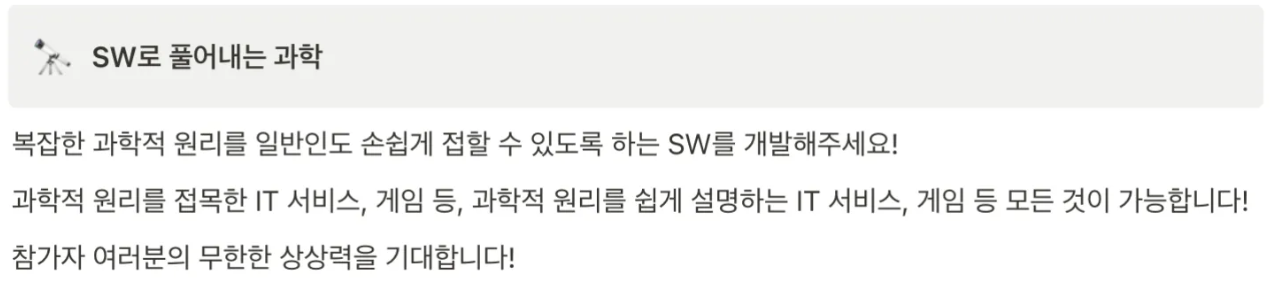 SW로 풀어내는 과학
복잡한 과학적 원리를 일반인도 손쉽게 접할 수 있도록 하는 SW를 개발해주세요!
과학적 원리를 접목한 IT 서비스, 게임 등, 과학적 원리를 쉽게 설명하는 IT 서비스, 게임 등 모든 것이 가능합니다!
참가자 여러분의 무한한 상상력을 기대합니다!